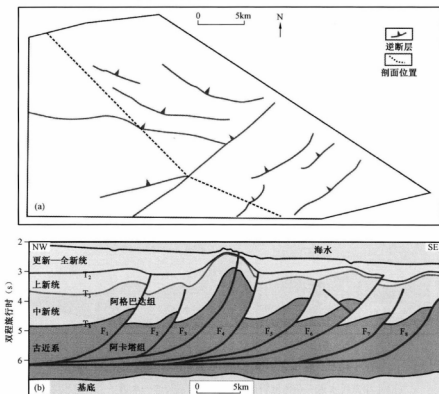 0 5km
N
逆断层
剖面位置
(a)
NW
SE
2
海水
更新—全新统
T₂
3
上新统
T₃
阿格巴达组
4
中新统
T₆
5
F₁ F₂ F₃ F₄ F₅ F₆ F₇ F₈
古近系
阿卡塔组
6
双程旅行时(s)
(b)
基底
0 5km